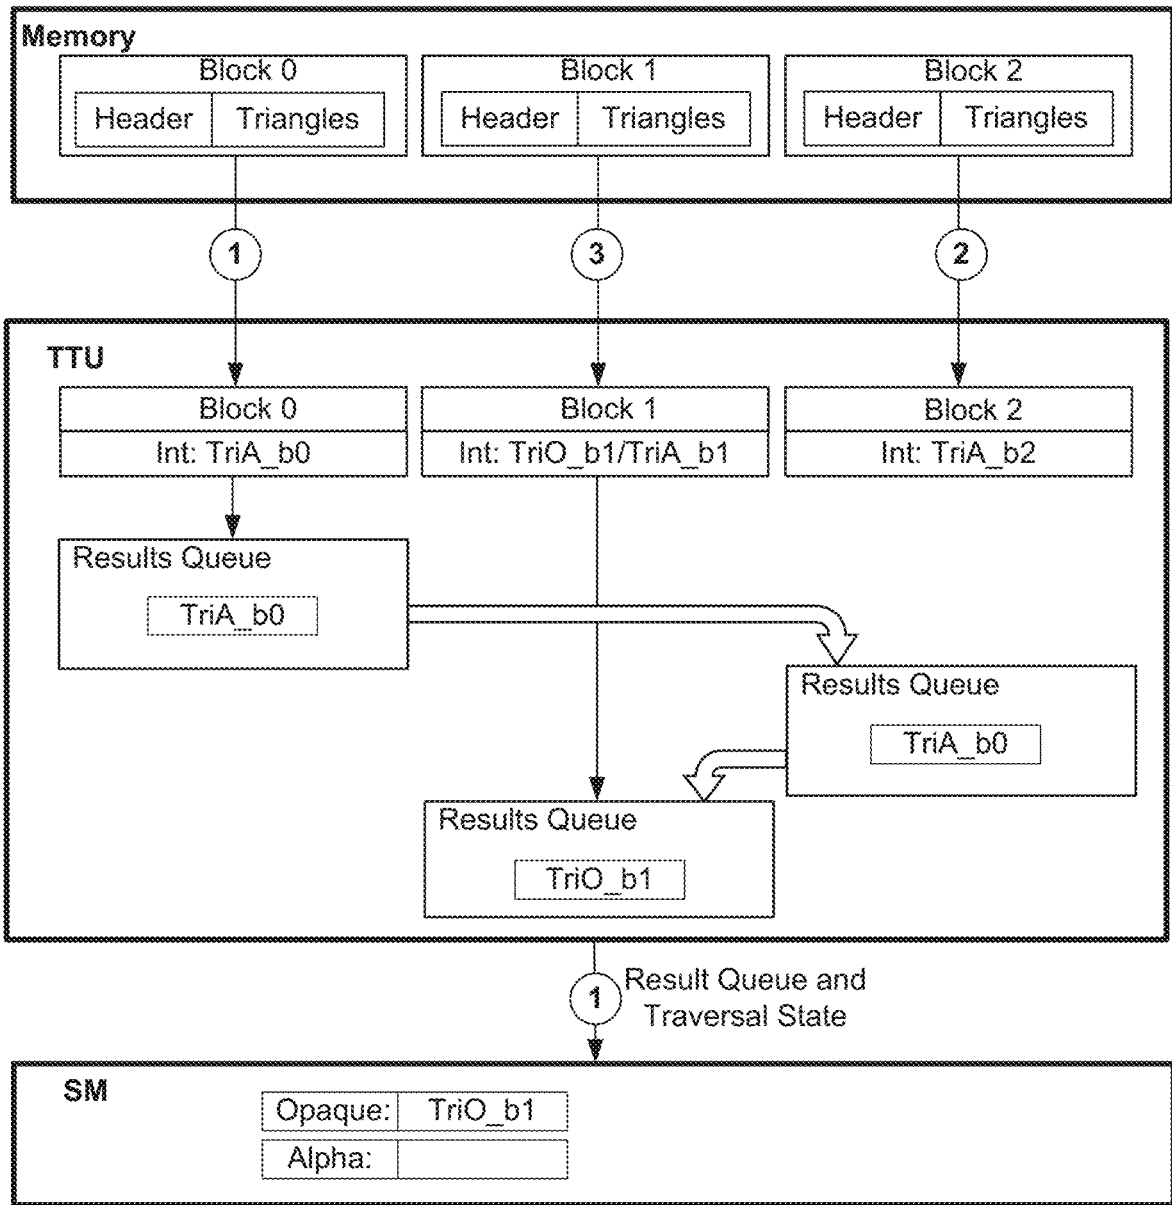 Memory
Block 0
Header Triangles
Block 1
Header Triangles
Block 2
Header Triangles
1
3
2
TTU
Block 0
Int: TriA_b0
Block 1
Int: TriO_b1/TriA_b1
Block 2
Int: TriA_b2
Results Queue
TriA_b0
Results Queue
TriA_b0
Results Queue
TriO_b1
1
Result Queue and
Traversal State
SM
Opaque: TriO_b1
Alpha: